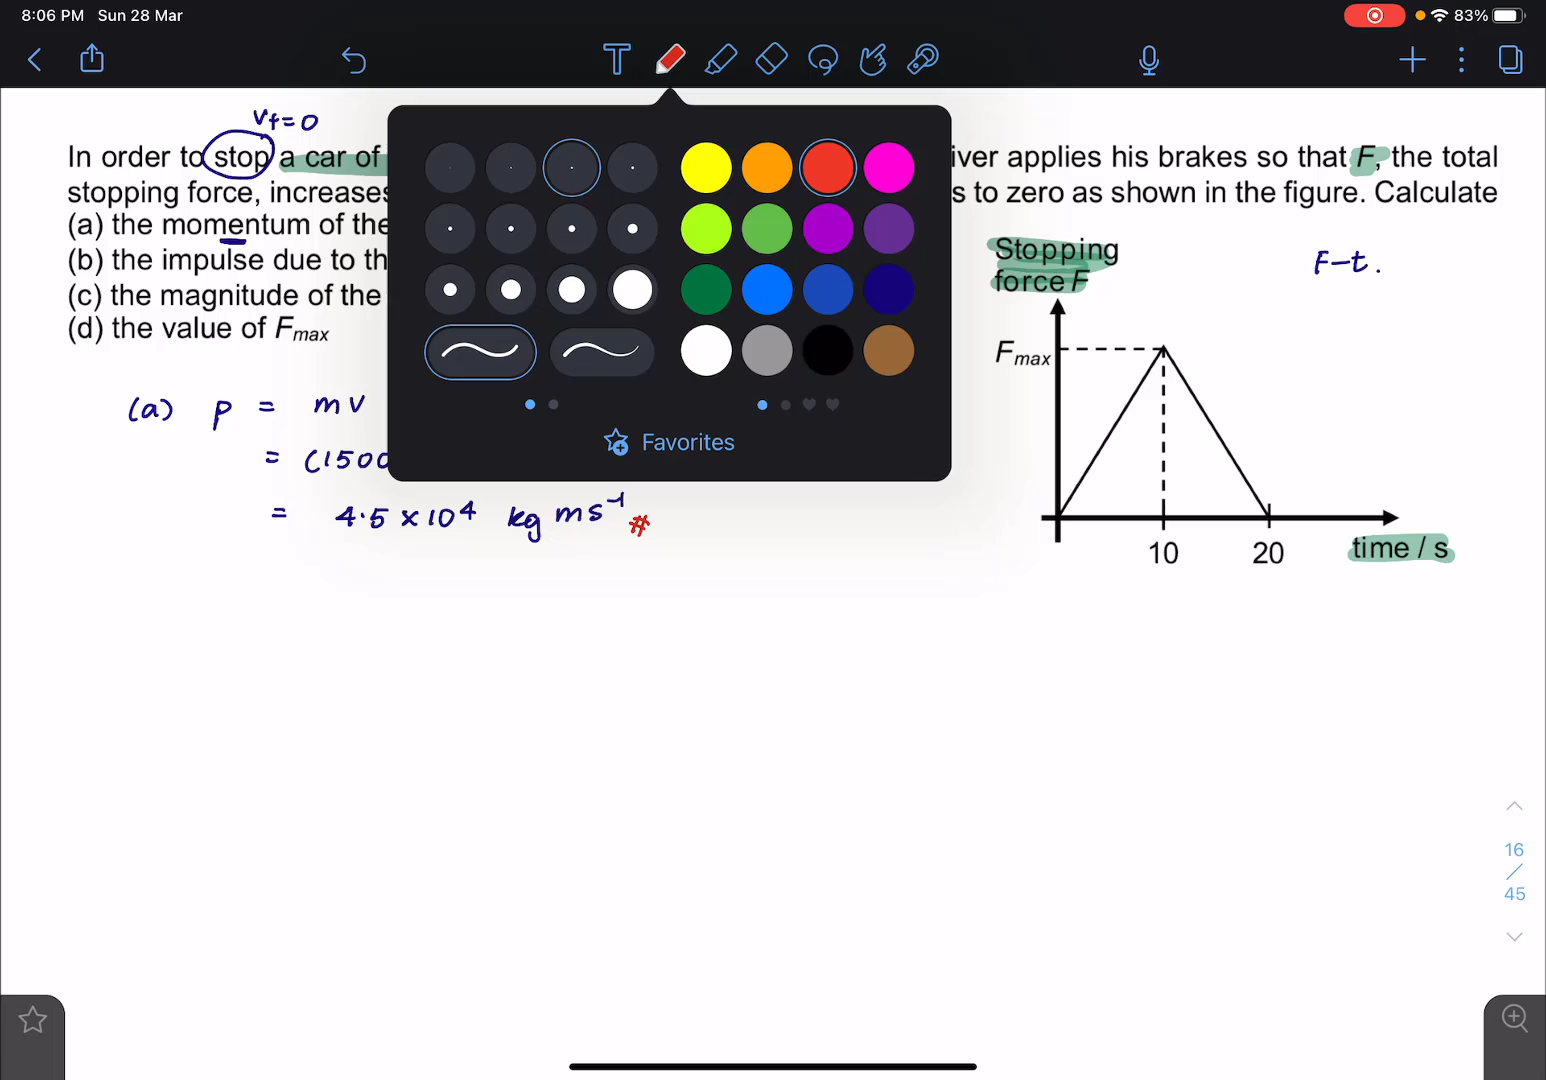 8:06 PM Sun 28 Mar
83%
T
vf=0
In order to stop a car of
iver applies his brakes so that F, the total
stopping force, increases
s to zero as shown in the figure. Calculate
(a) the momentum of the
(b) the impulse due to th
(c) the magnitude of the
(d) the value of Fmax
Stopping
force F
F-t.
Fmax
10 20 time / s
(a) p = mv
= (1500
= 4.5 x 10⁴ kg ms⁻¹ #
Favorites
16
/
45